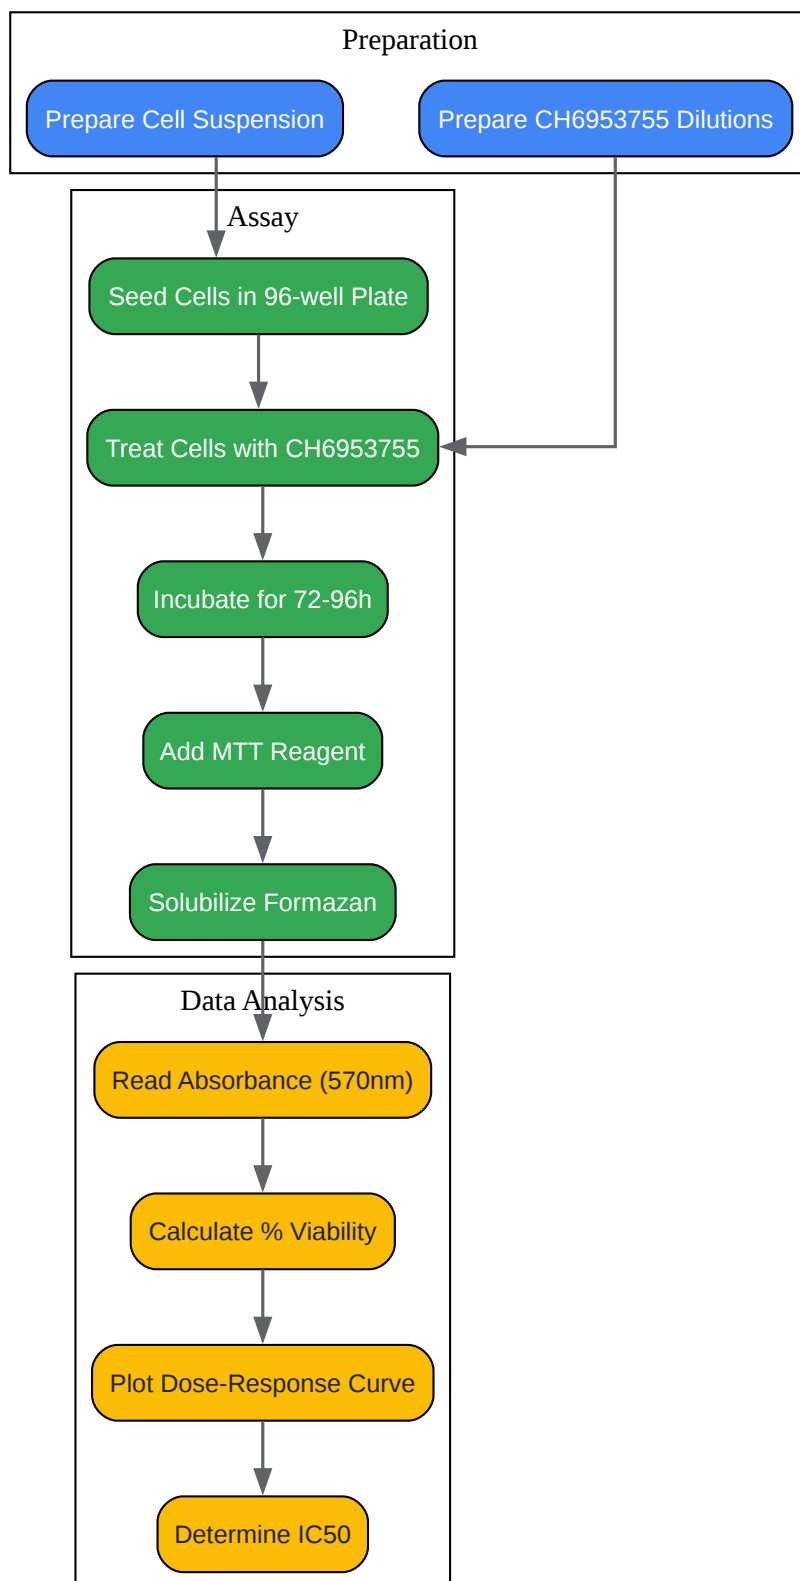 Preparation
Prepare Cell Suspension
Prepare CH6953755 Dilutions
Assay
Seed Cells in 96-well Plate
Treat Cells with CH6953755
Incubate for 72-96h
Add MTT Reagent
Solubilize Formazan
Data Analysis
Read Absorbance (570nm)
Calculate % Viability
Plot Dose-Response Curve
Determine IC50